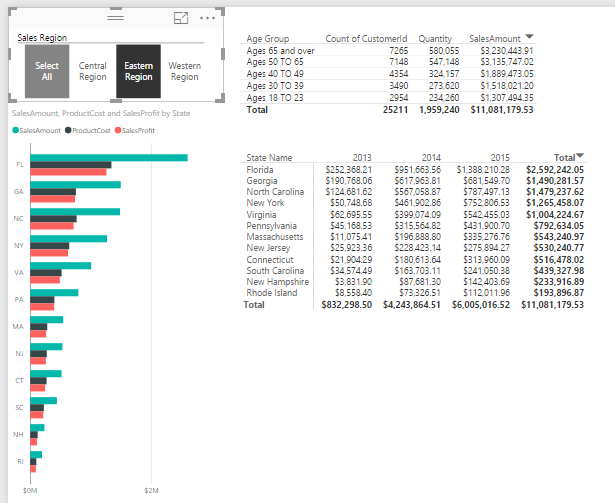 Sales Region
Select All
Central Region
Eastern Region
Western Region
SalesAmount, ProductCost and SalesProfit by State
SalesAmount ProductCost SalesProfit
FL
GA
NC
NY
VA
PA
MA
NJ
CT
SC
NH
RI
$0M $2M
Age Group Count of CustomerId Quantity SalesAmount
Ages 65 and over 7265 580,055 $3,230,443.91
Ages 50 TO 65 7148 547,148 $3,135,747.02
Ages 40 TO 49 4354 324,157 $1,889,473.05
Ages 30 TO 39 3490 273,620 $1,518,021.20
Ages 18 TO 23 2954 234,260 $1,307,494.35
Total 25211 1,959,240 $11,081,179.53
State Name 2013 2014 2015 Total
Florida $252,368.21 $951,663.56 $1,388,210.28 $2,592,242.05
Georgia $190,768.06 $617,963.81 $681,549.70 $1,490,281.57
North Carolina $124,681.62 $567,058.87 $787,497.13 $1,479,237.62
New York $50,748.68 $461,902.86 $752,806.53 $1,265,458.07
Virginia $62,695.55 $399,074.09 $542,455.03 $1,004,224.67
Pennsylvania $45,168.53 $315,564.82 $431,900.70 $792,634.05
Massachusetts $11,075.41 $196,888.80 $335,276.76 $543,240.97
New Jersey $25,923.36 $228,423.14 $275,894.27 $530,240.77
Connecticut $21,904.29 $180,613.64 $313,960.09 $516,478.02
South Carolina $34,574.49 $163,703.11 $241,050.38 $439,327.98
New Hampshire $3,831.90 $87,681.30 $142,403.69 $233,916.89
Rhode Island $8,558.40 $73,326.51 $112,011.96 $193,896.87
Total $832,298.50 $4,243,864.51 $6,005,016.52 $11,081,179.53